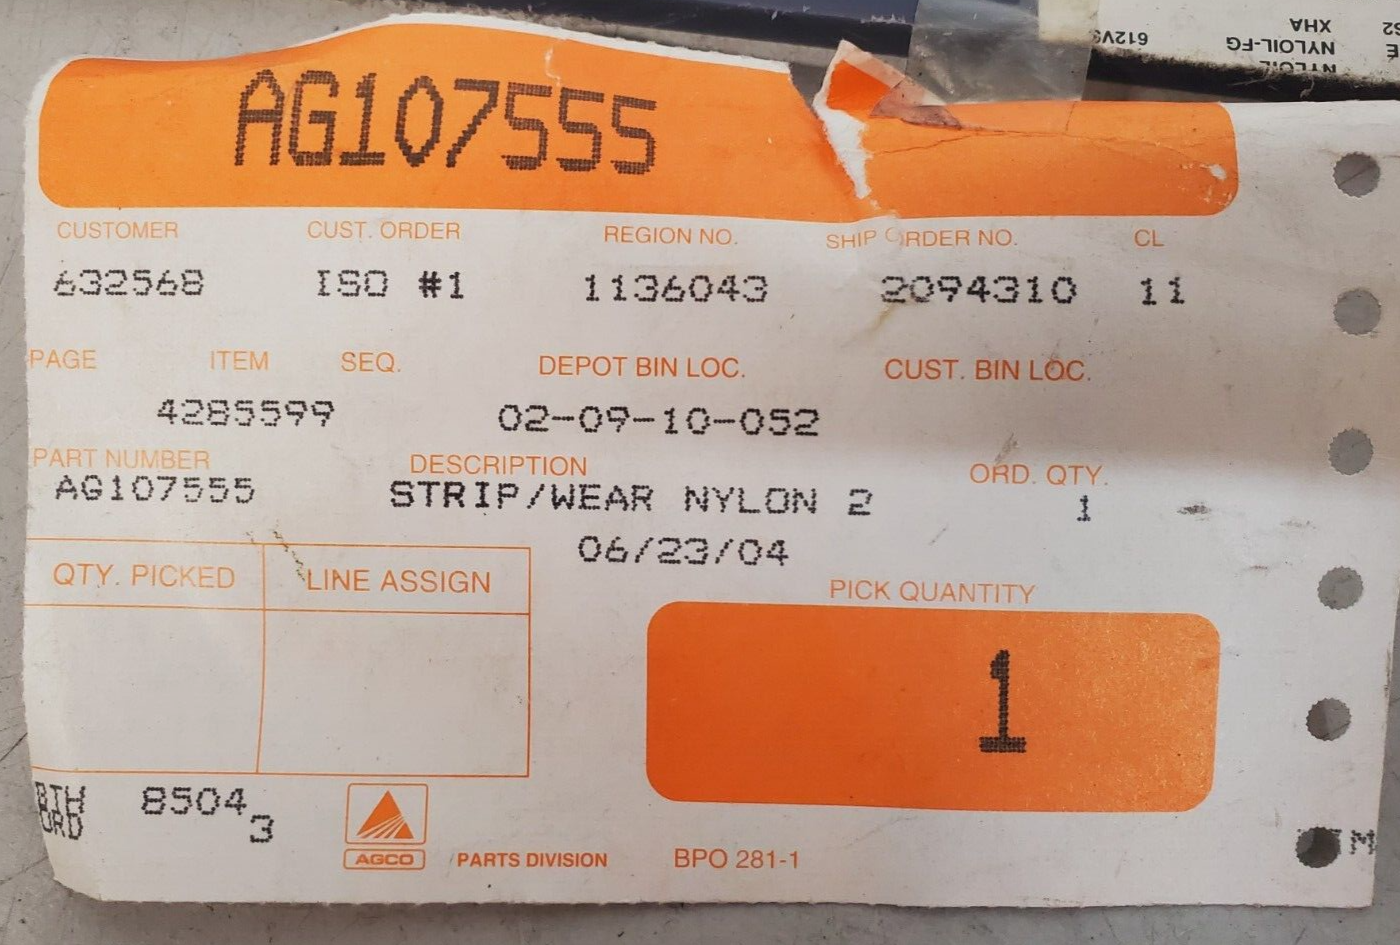 AG107555
CUSTOMER CUST. ORDER REGION NO. SHIP ORDER NO. CL
632568 ISO #1 1136043 2094310 11
PAGE ITEM SEQ. DEPOT BIN LOC. CUST. BIN LOC.
4285599 02-09-10-052
PART NUMBER DESCRIPTION ORD. QTY.
AG107555 STRIP/WEAR NYLON 2 1
06/23/04
QTY. PICKED LINE ASSIGN PICK QUANTITY
1
BTH 8504
ORD 3
AGCO PARTS DIVISION BPO 281-1
M
NYLOIL
NYLOIL-FG
XHA
612VS